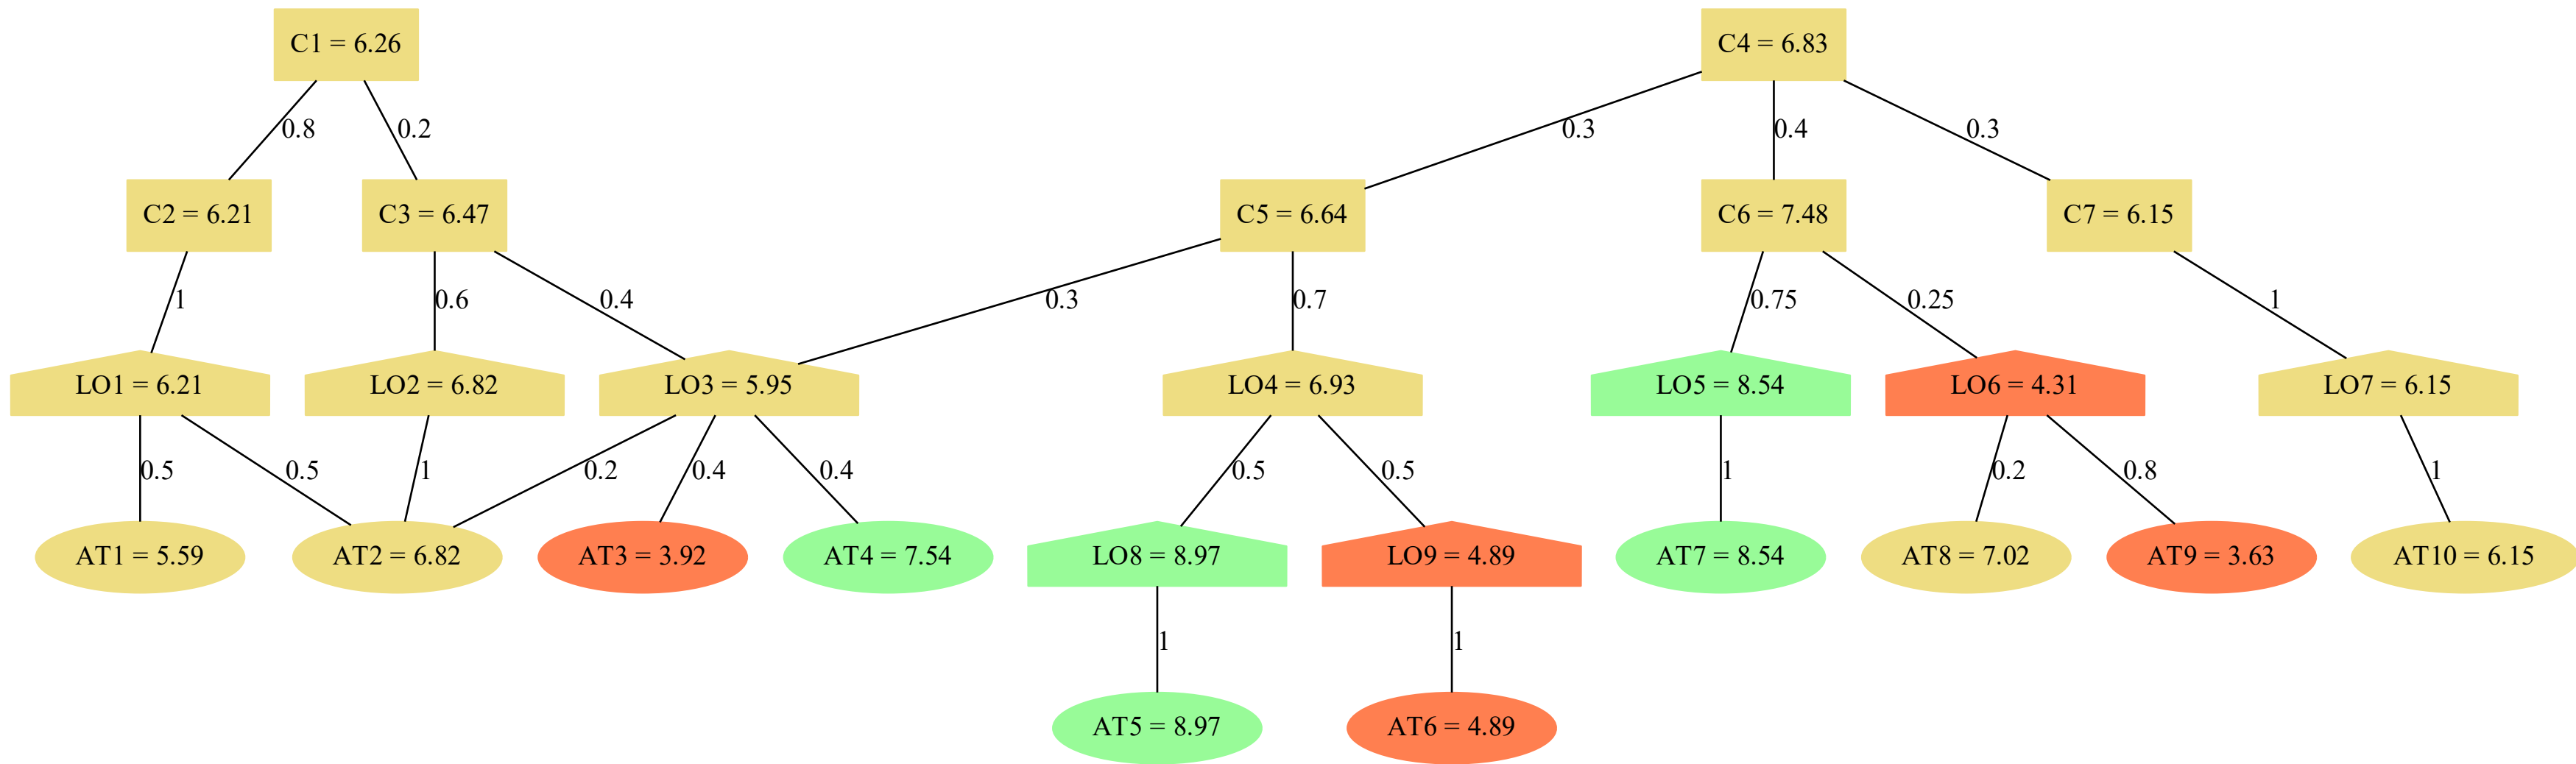 C1 = 6.26
C4 = 6.83
0.8
0.2
0.3
0.4
0.3
C2 = 6.21
C3 = 6.47
C5 = 6.64
C6 = 7.48
C7 = 6.15
1
0.6
0.4
0.3
0.7
0.75
0.25
1
LO1 = 6.21
LO2 = 6.82
LO3 = 5.95
LO4 = 6.93
LO5 = 8.54
LO6 = 4.31
LO7 = 6.15
0.5
0.5
1
0.2
0.4
0.4
0.5
0.5
1
0.2
0.8
1
AT1 = 5.59
AT2 = 6.82
AT3 = 3.92
AT4 = 7.54
LO8 = 8.97
LO9 = 4.89
AT7 = 8.54
AT8 = 7.02
AT9 = 3.63
AT10 = 6.15
1
1
AT5 = 8.97
AT6 = 4.89